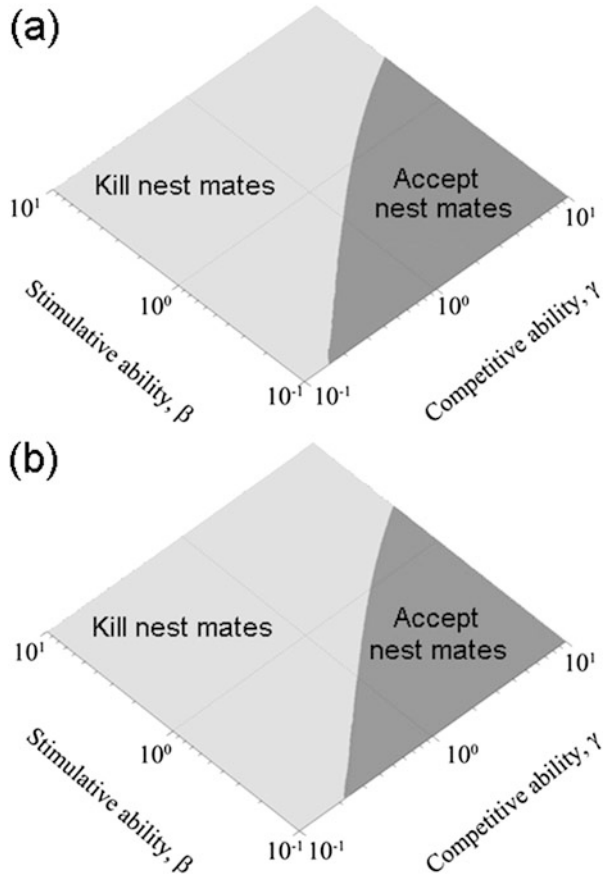 (a)
Kill nest mates
Accept
nest mates
10¹
10⁰
10⁻¹
10⁻¹
10⁰
10¹
Stimulative ability, β
Competitive ability, γ
(b)
Kill nest mates
Accept
nest mates
10¹
10⁰
10⁻¹
10⁻¹
10⁰
10¹
Stimulative ability, β
Competitive ability, γ